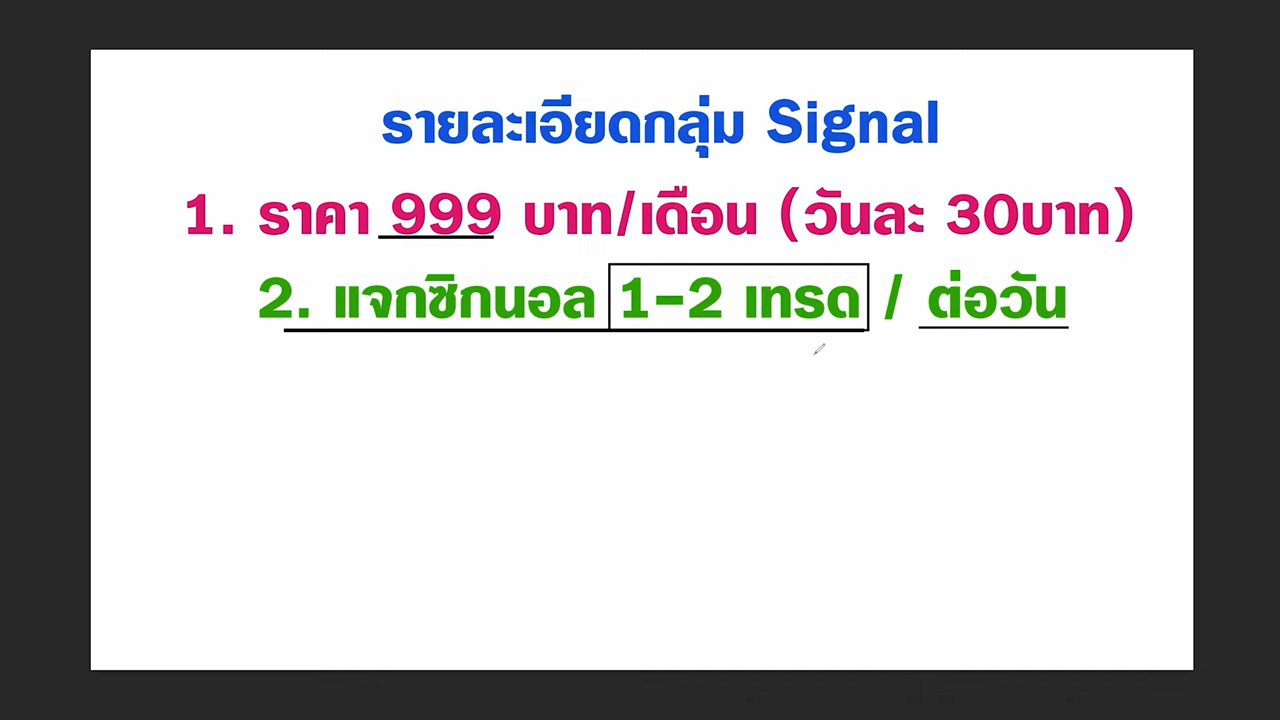 รายละเอียดกลุ่ม Signal
1. ราคา 999 บาท/เดือน (วันละ 30บาท)
2. แจกซิกนอล 1-2 เทรด / ต่อวัน